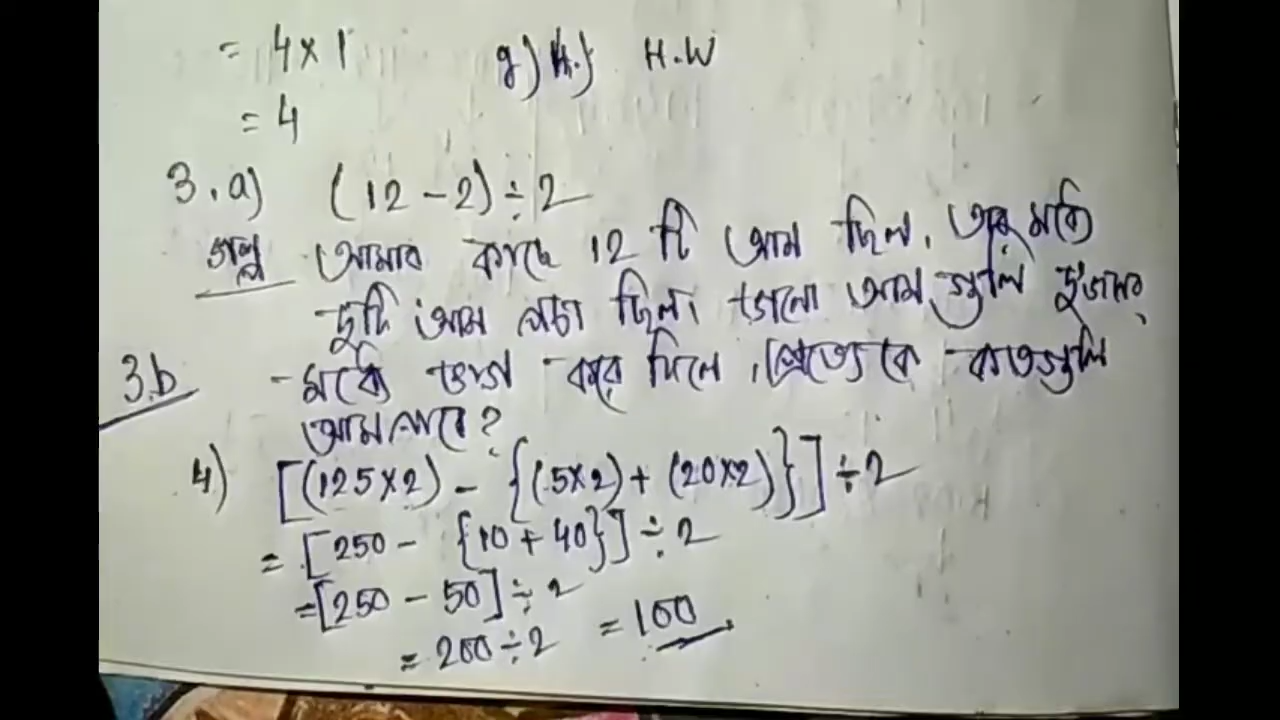 = 4 × 1 g) h.) H.W
= 4
3. a) (12 - 2) ÷ 2
গল্প আমার কাছে 12 টি আম ছিল, তার মধ্যে
দুটি আম পচা ছিল। ভালো আম গুলি দুজনের
3.b মধ্যে ভাগ করে দিলে, প্রত্যেকে কতগুলি
আম পাবে?
4) [(125×2) - {(5×2) + (20×2)}] ÷ 2
= [250 - {10 + 40}] ÷ 2
= [250 - 50] ÷ 2
= 200 ÷ 2 = 100